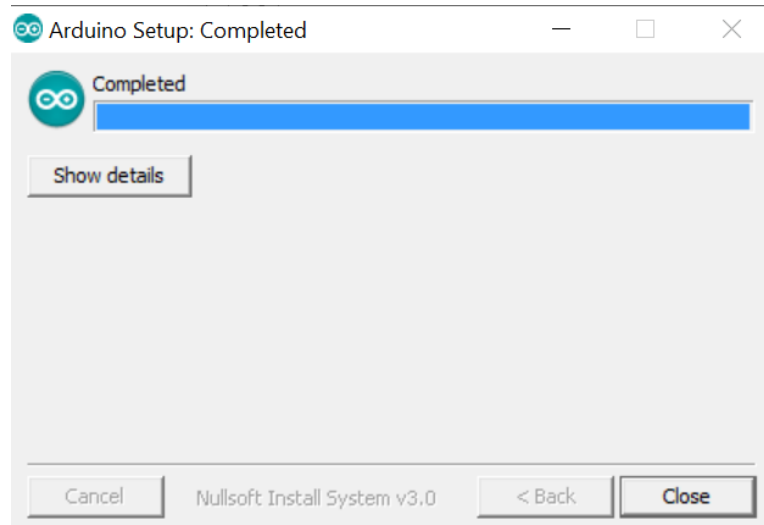 Arduino Setup: Completed
Completed
Show details
Cancel Nullsoft Install System v3.0 < Back Close